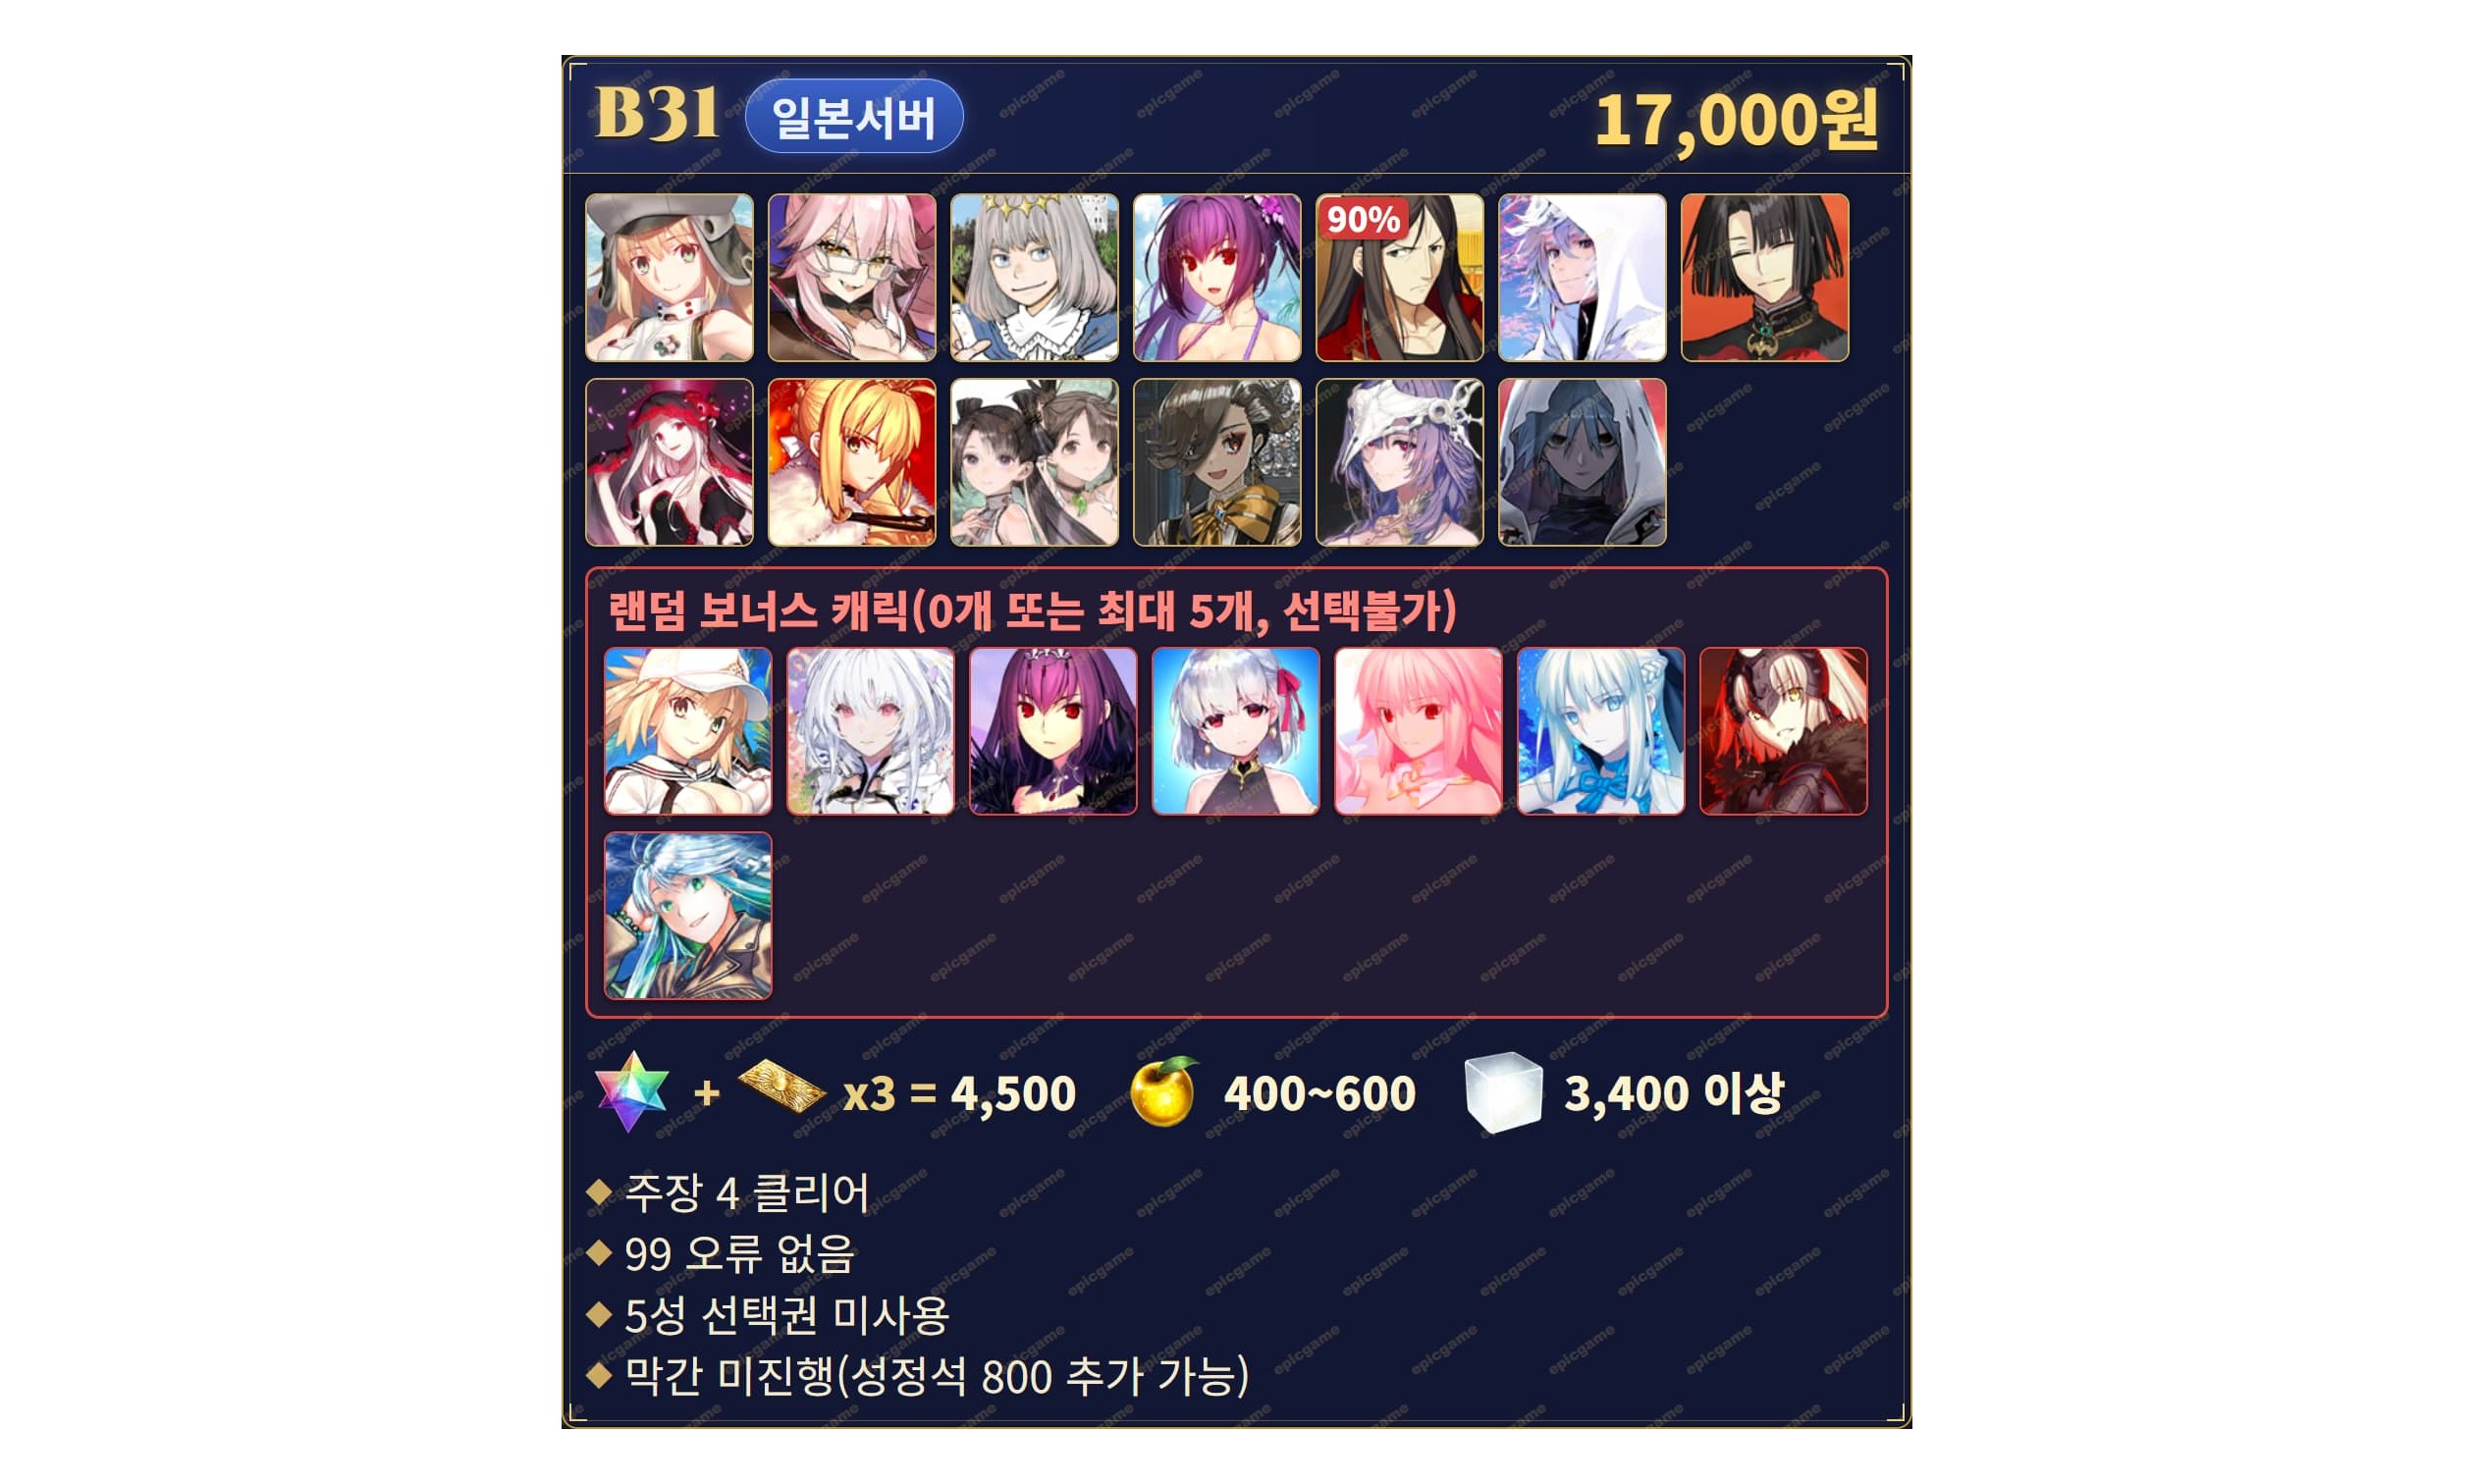 B31 일본서버 17,000원
90%
랜덤 보너스 캐릭(0개 또는 최대 5개, 선택불가)
+ x3 = 4,500 400~600 3,400 이상
주장 4 클리어
99 오류 없음
5성 선택권 미사용
막간 미진행(성정석 800 추가 가능)
epicgame